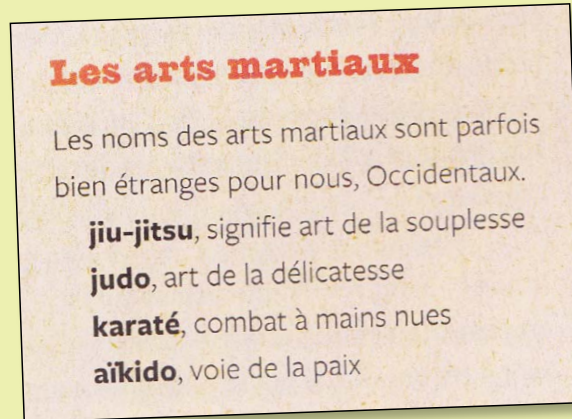 Les arts martiaux
Les noms des arts martiaux sont parfois
bien étranges pour nous, Occidentaux.
jiu-jitsu, signifie art de la souplesse
judo, art de la délicatesse
karaté, combat à mains nues
aïkido, voie de la paix